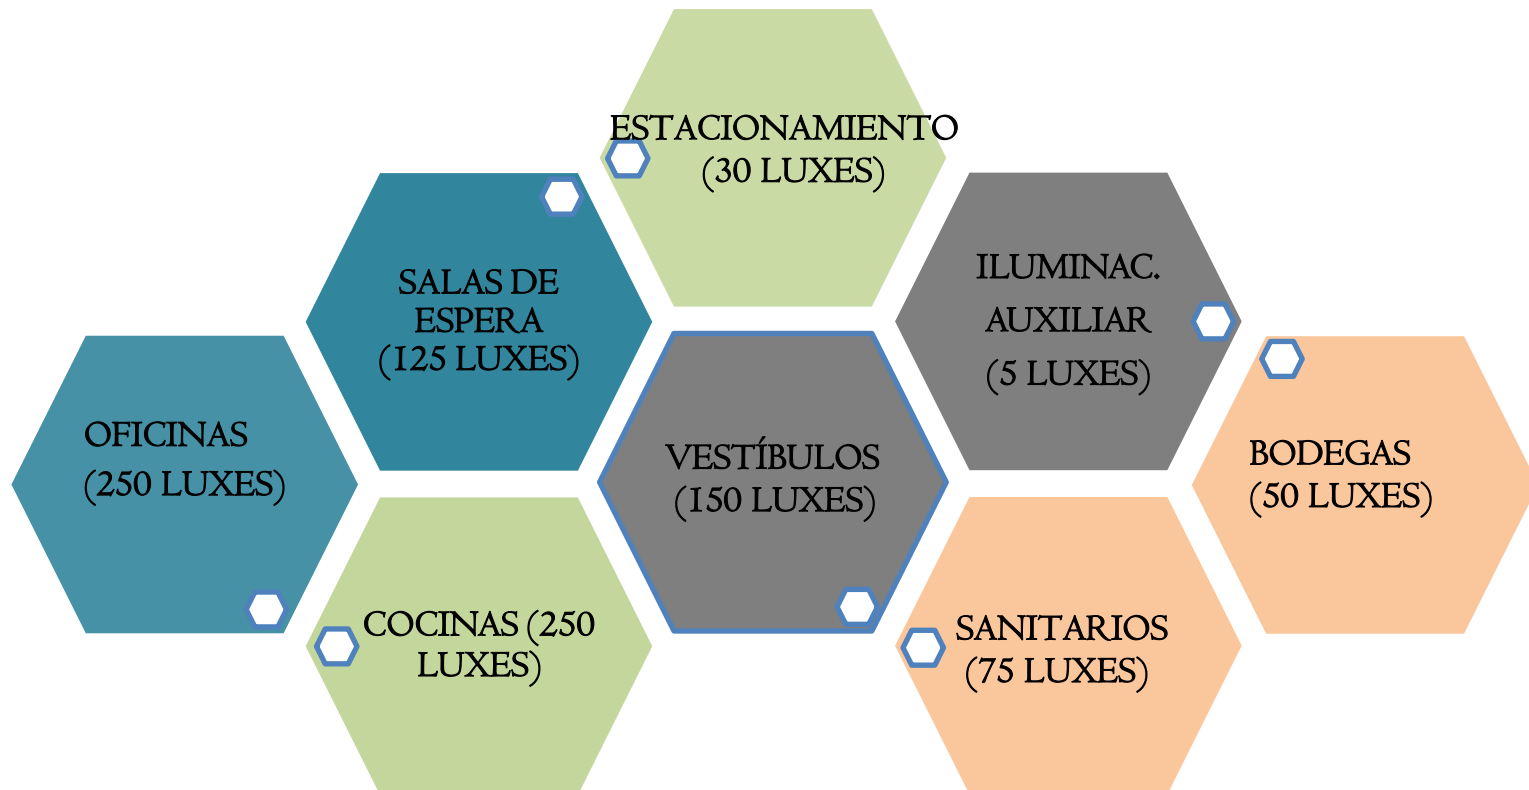 ESTACIONAMIENTO
(30 LUXES)
SALAS DE
ESPERA
(125 LUXES)
ILUMINAC.
AUXILIAR
(5 LUXES)
OFICINAS
(250 LUXES)
VESTÍBULOS
(150 LUXES)
BODEGAS
(50 LUXES)
COCINAS (250
LUXES)
SANITARIOS
(75 LUXES)